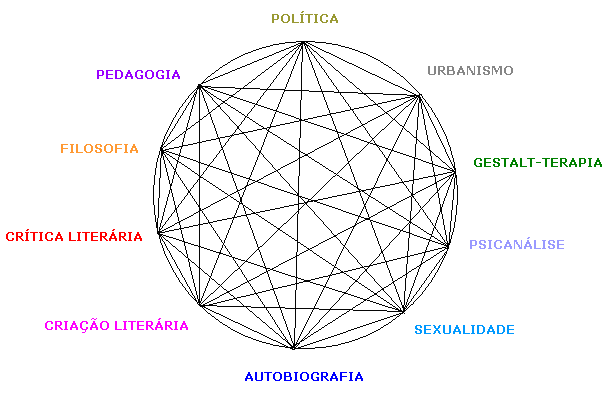 POLÍTICA
URBANISMO
PEDAGOGIA
FILOSOFIA
GESTALT-TERAPIA
CRÍTICA LITERÁRIA
PSICANÁLISE
CRIAÇÃO LITERÁRIA
SEXUALIDADE
AUTOBIOGRAFIA